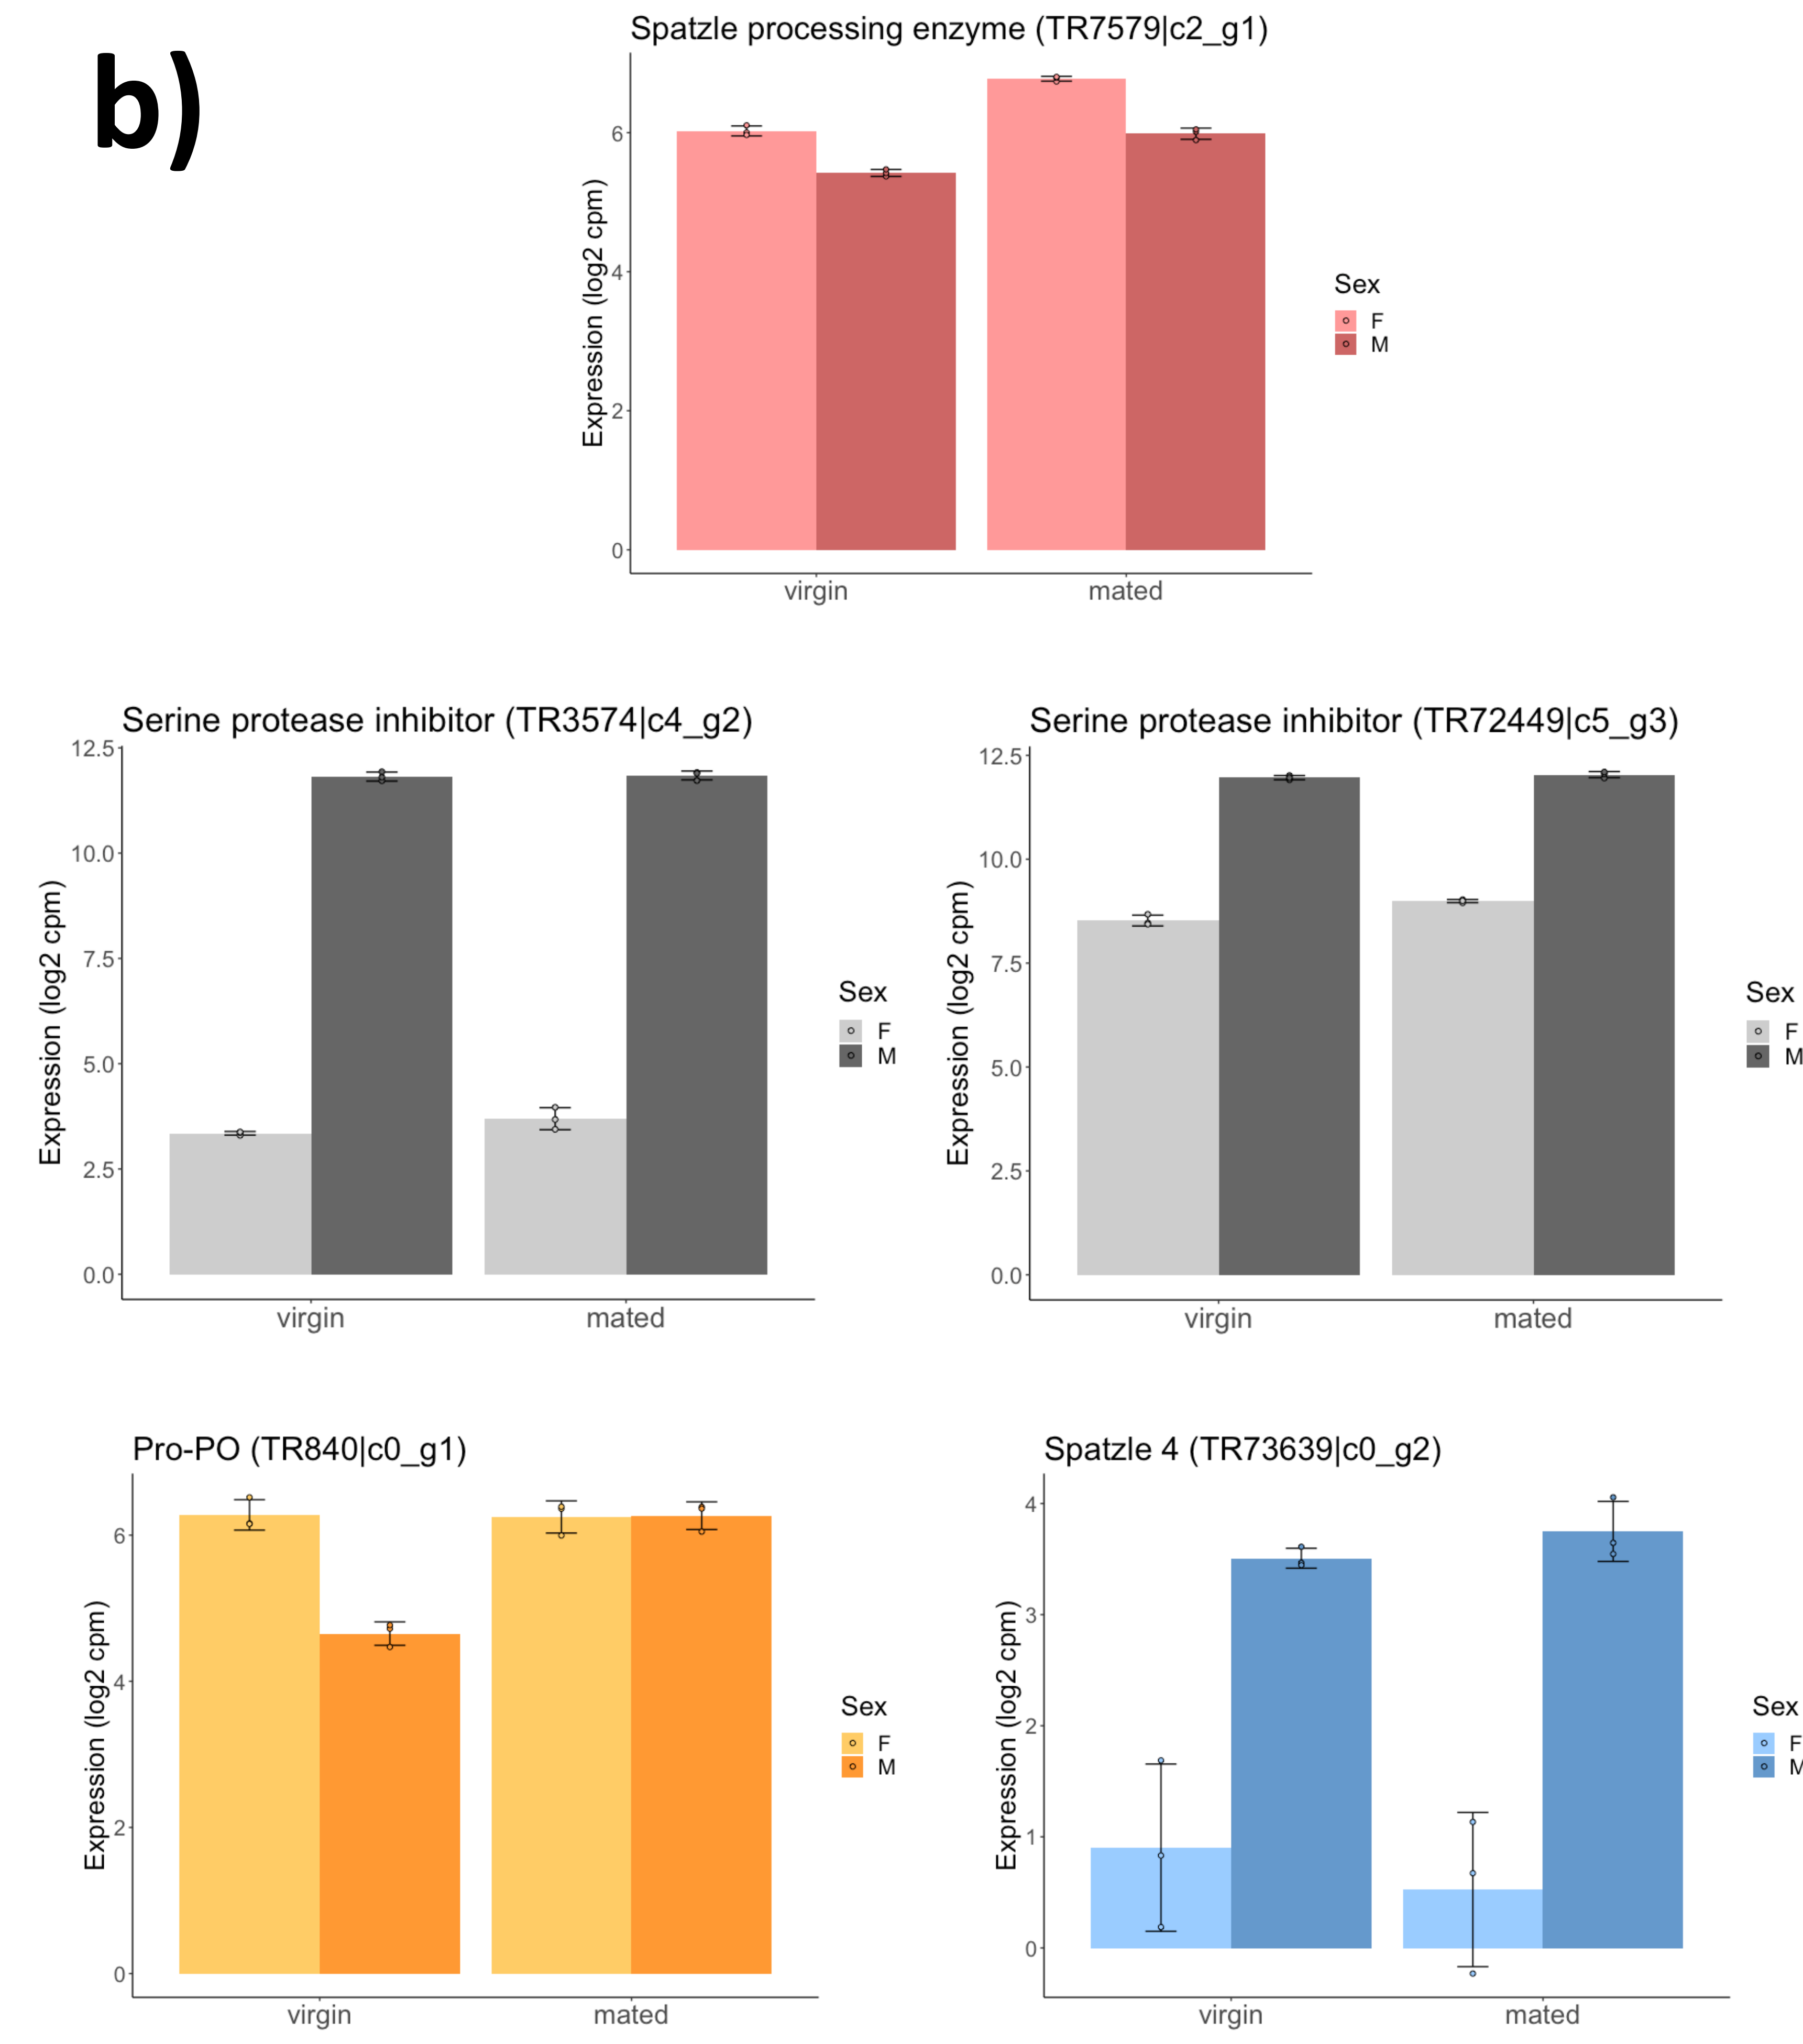 b)
Spatzle processing enzyme (TR7579|c2_g1)
Expression (log2 cpm)
6
4
2
0
virgin
mated
Sex
F
M
Serine protease inhibitor (TR3574|c4_g2)
Expression (log2 cpm)
12.5
10.0
7.5
5.0
2.5
0.0
virgin
mated
Sex
F
M
Serine protease inhibitor (TR72449|c5_g3)
Expression (log2 cpm)
12.5
10.0
7.5
5.0
2.5
0.0
virgin
mated
Sex
F
M
Pro-PO (TR840|c0_g1)
Expression (log2 cpm)
6
4
2
0
virgin
mated
Sex
F
M
Spatzle 4 (TR73639|c0_g2)
Expression (log2 cpm)
4
3
2
1
0
virgin
mated
Sex
F
M